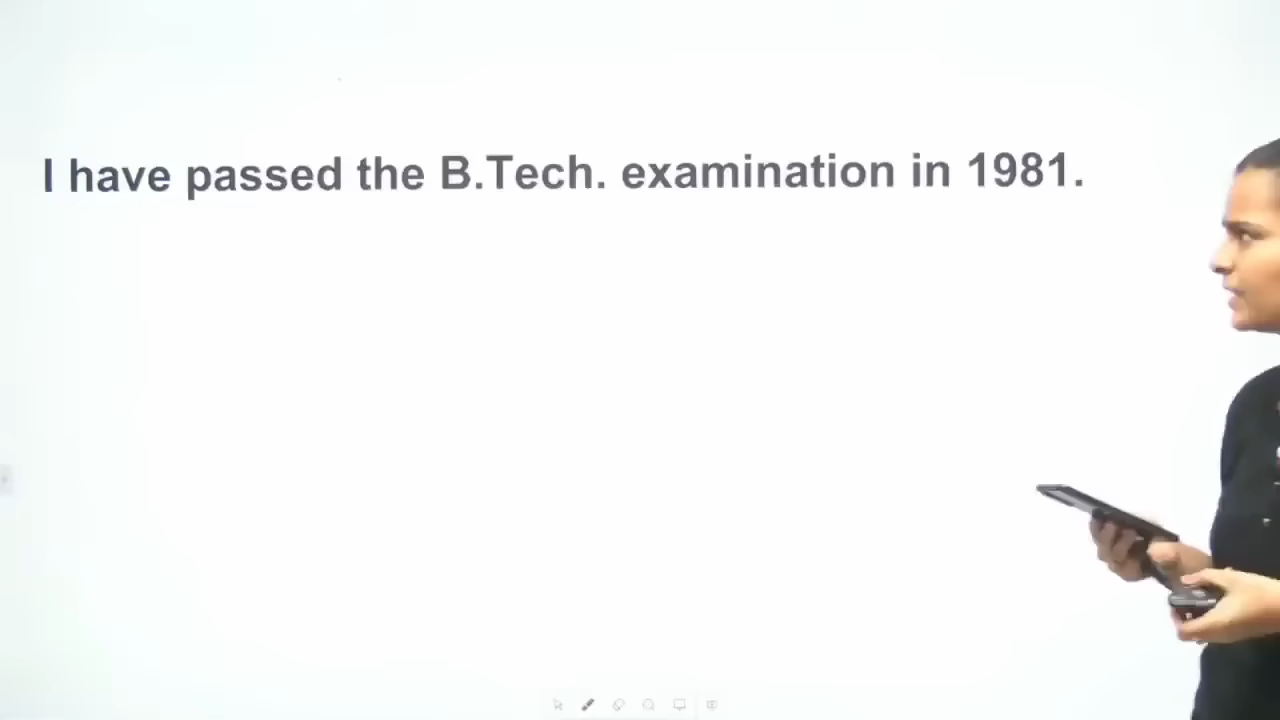 I have passed the B.Tech. examination in 1981.